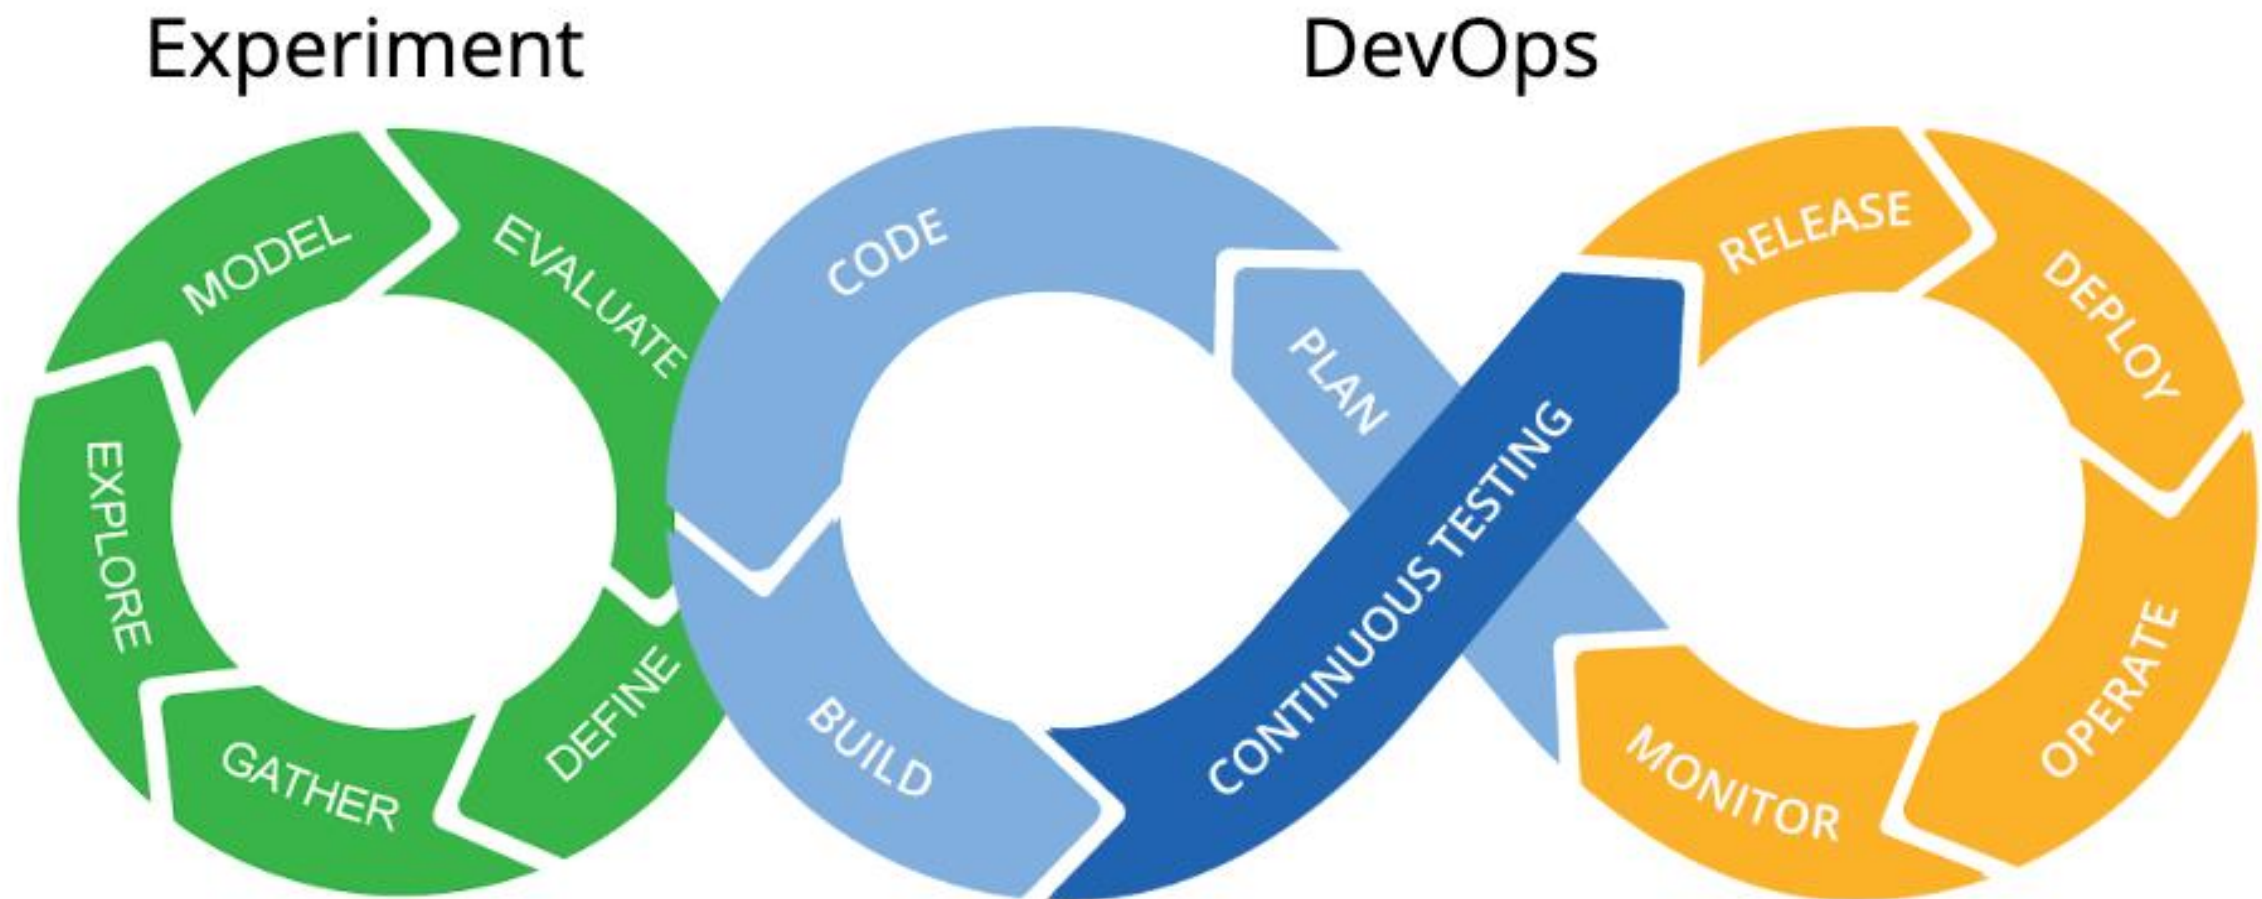 Experiment
DevOps
MODEL
EVALUATE
EXPLORE
GATHER
DEFINE
CODE
PLAN
BUILD
CONTINUOUS TESTING
RELEASE
DEPLOY
OPERATE
MONITOR